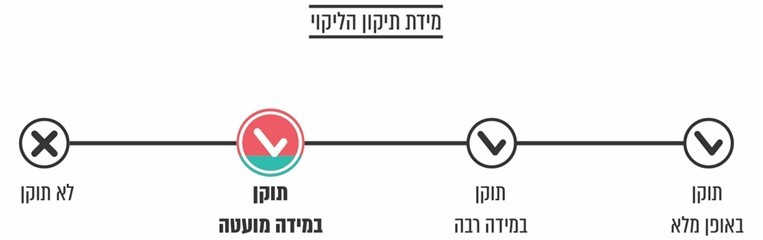 מידת תיקון הליקוי
תוקן
באופן מלא
תוקן
במידה רבה
תוקן
במידה מועטה
לא תוקן